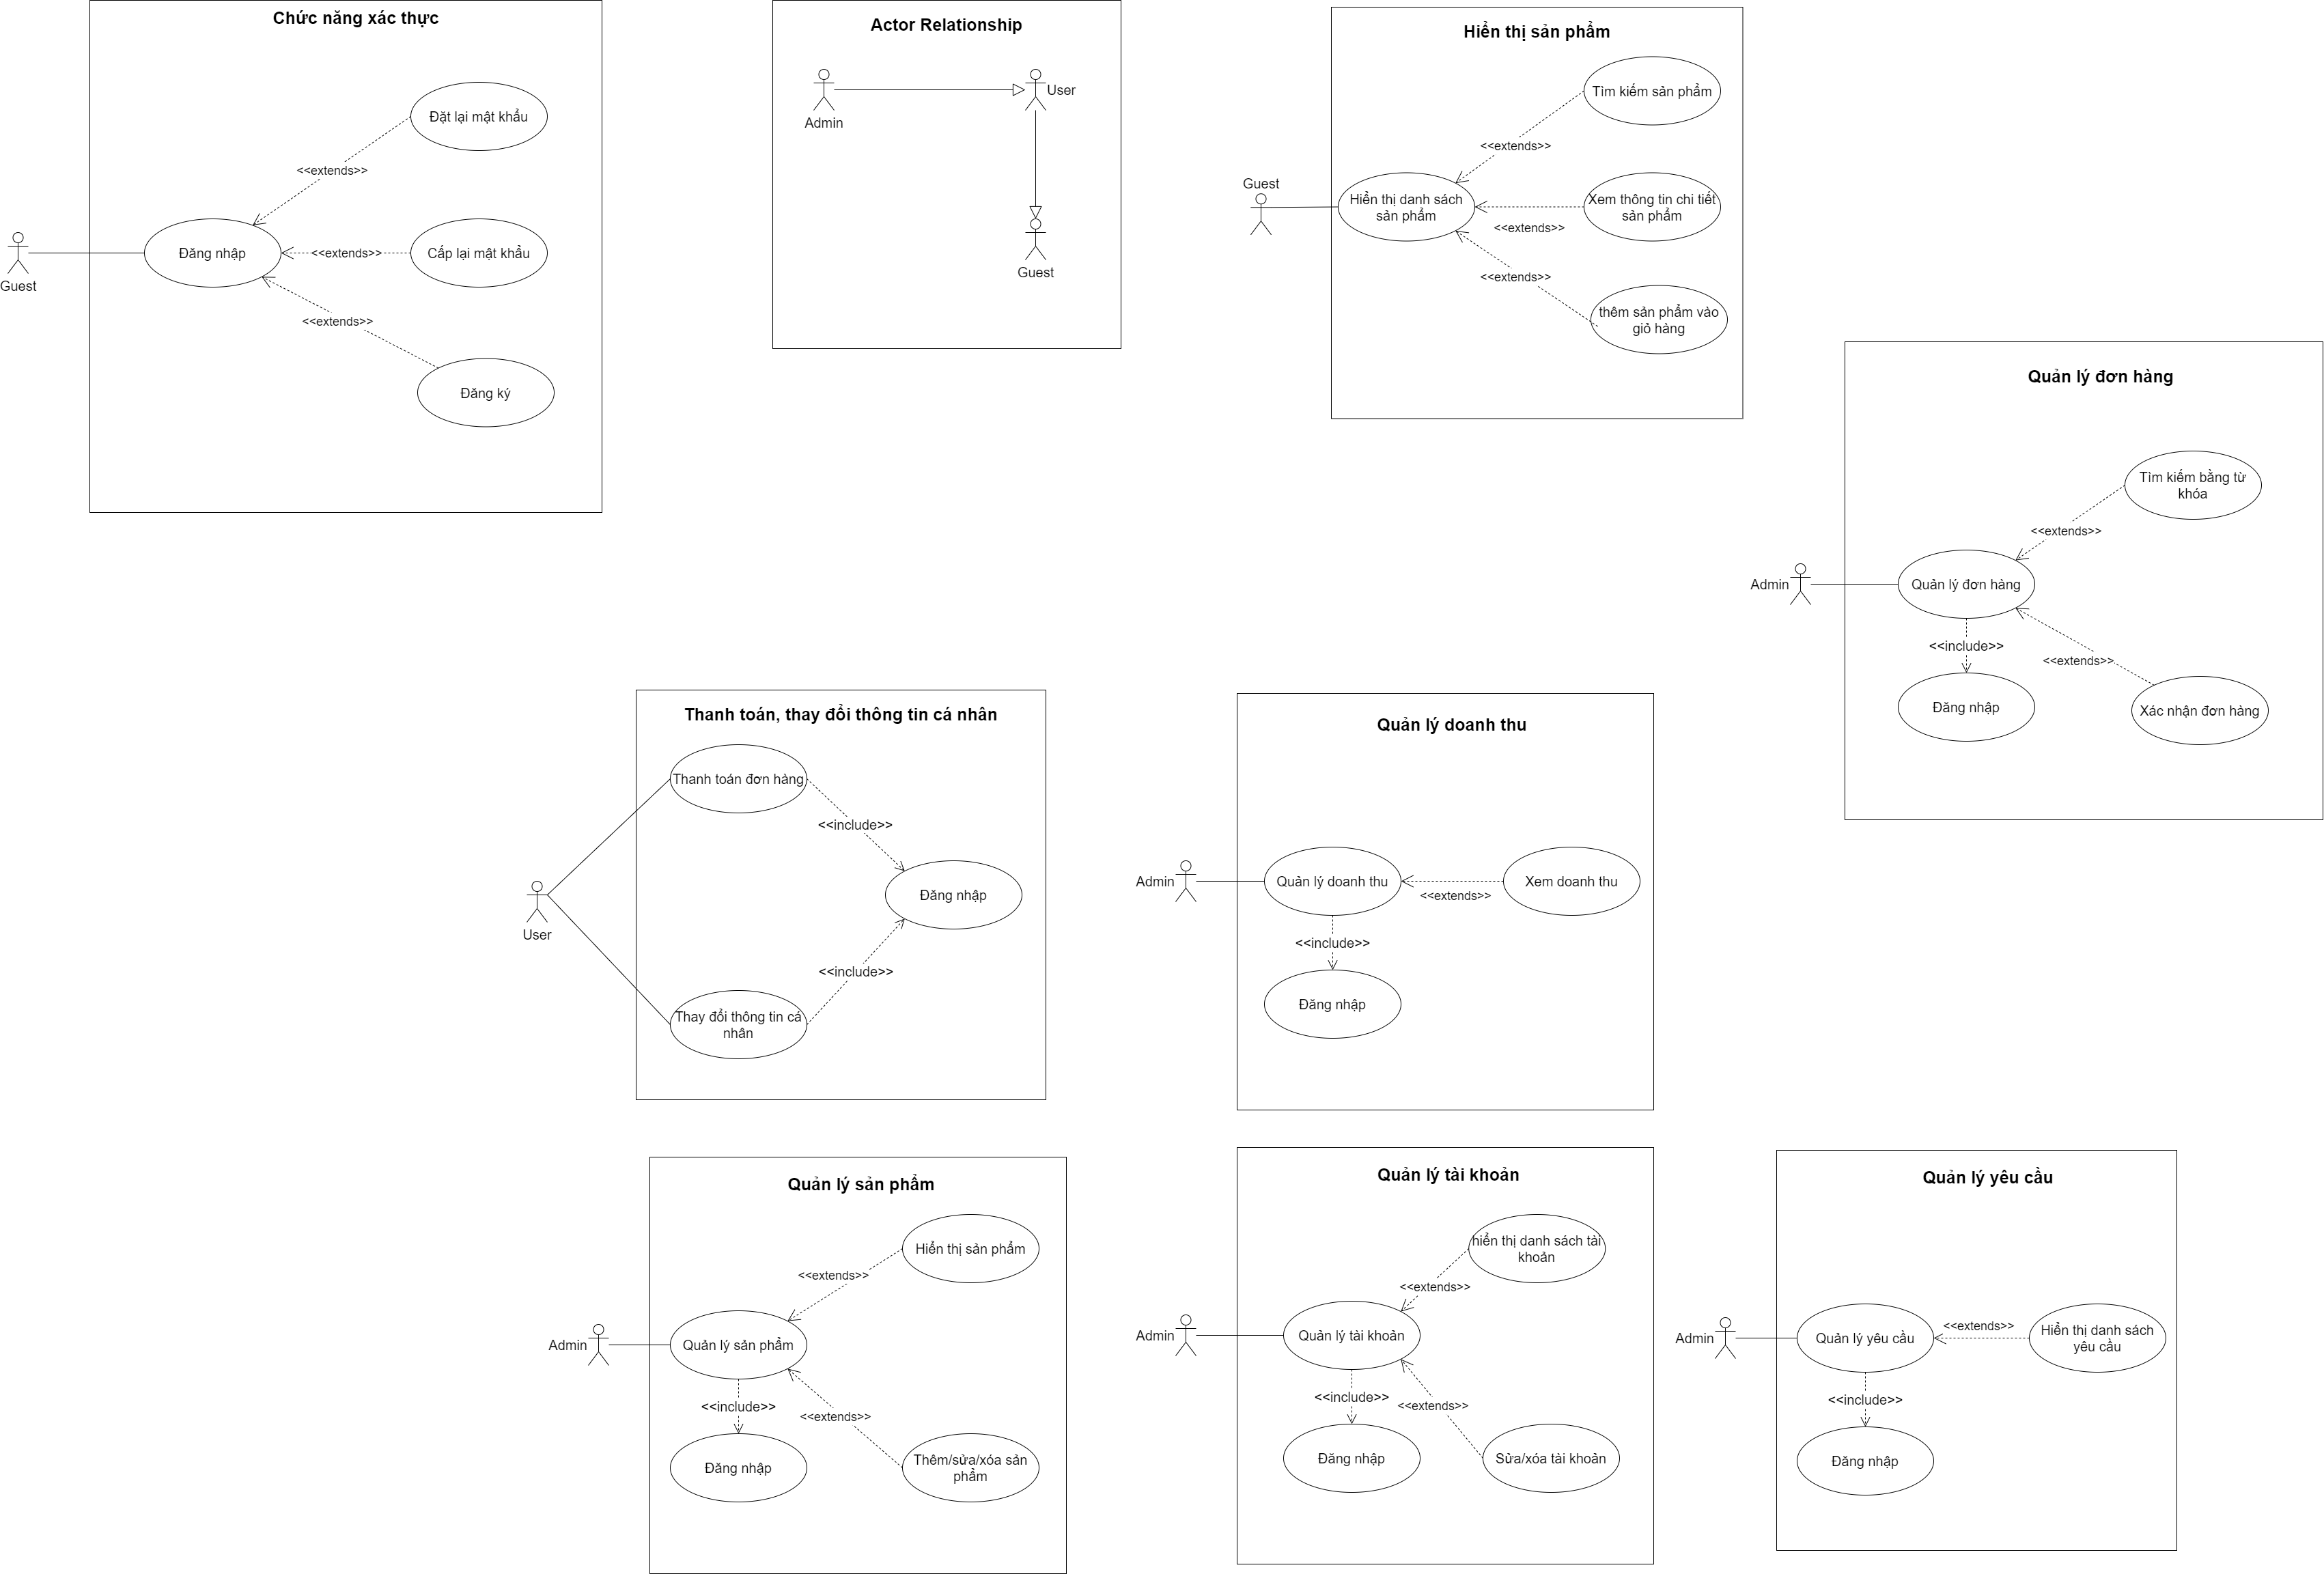 Chức năng xác thực
Đặt lại mật khẩu
<<extends>>
Đăng nhập
<<extends>>
Cấp lại mật khẩu
Guest
<<extends>>
Đăng ký
Actor Relationship
Admin
User
Guest
Hiển thị sản phẩm
Tìm kiếm sản phẩm
<<extends>>
Guest
Hiển thị danh sách
sản phẩm
Xem thông tin chi tiết
sản phẩm
<<extends>>
<<extends>>
thêm sản phẩm vào
giỏ hàng
Quản lý đơn hàng
Tìm kiếm bằng từ
khóa
<<extends>>
Admin
Quản lý đơn hàng
<<include>>
<<extends>>
Đăng nhập
Xác nhận đơn hàng
Thanh toán, thay đổi thông tin cá nhân
Thanh toán đơn hàng
<<include>>
Đăng nhập
User
<<include>>
Thay đổi thông tin cá
nhân
Quản lý doanh thu
Admin
Quản lý doanh thu
<<extends>>
Xem doanh thu
<<include>>
Đăng nhập
Quản lý sản phẩm
Hiển thị sản phẩm
<<extends>>
Admin
Quản lý sản phẩm
<<include>>
<<extends>>
Đăng nhập
Thêm/sửa/xóa sản
phẩm
Quản lý tài khoản
hiển thị danh sách tài
khoản
<<extends>>
Admin
Quản lý tài khoản
<<include>>
<<extends>>
Đăng nhập
Sửa/xóa tài khoản
Quản lý yêu cầu
Admin
Quản lý yêu cầu
<<extends>>
Hiển thị danh sách
yêu cầu
<<include>>
Đăng nhập